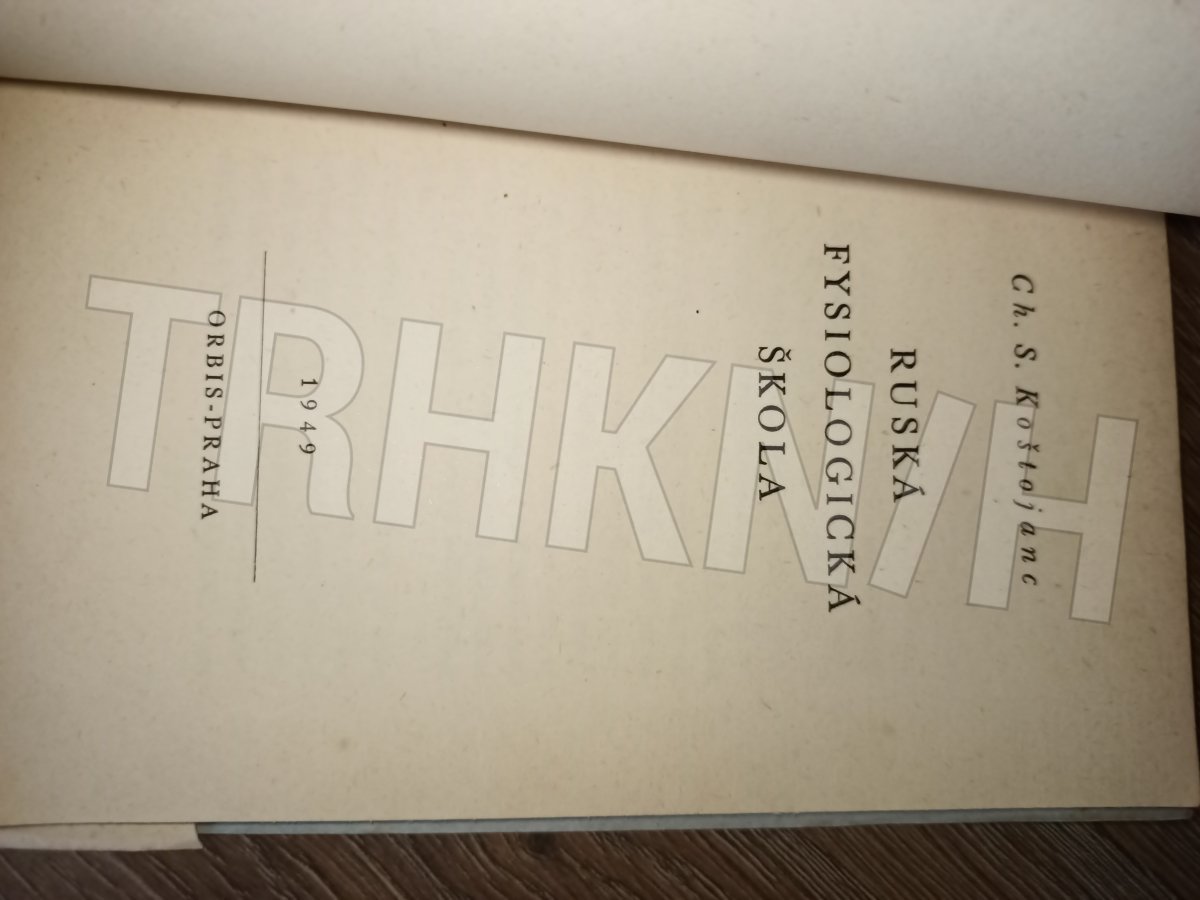 Ch. S. Koštojanc
RUSKÁ
FYSIOLOGICKÁ
ŠKOLA
1949
ORBIS-PRAHA
TRHKNIH